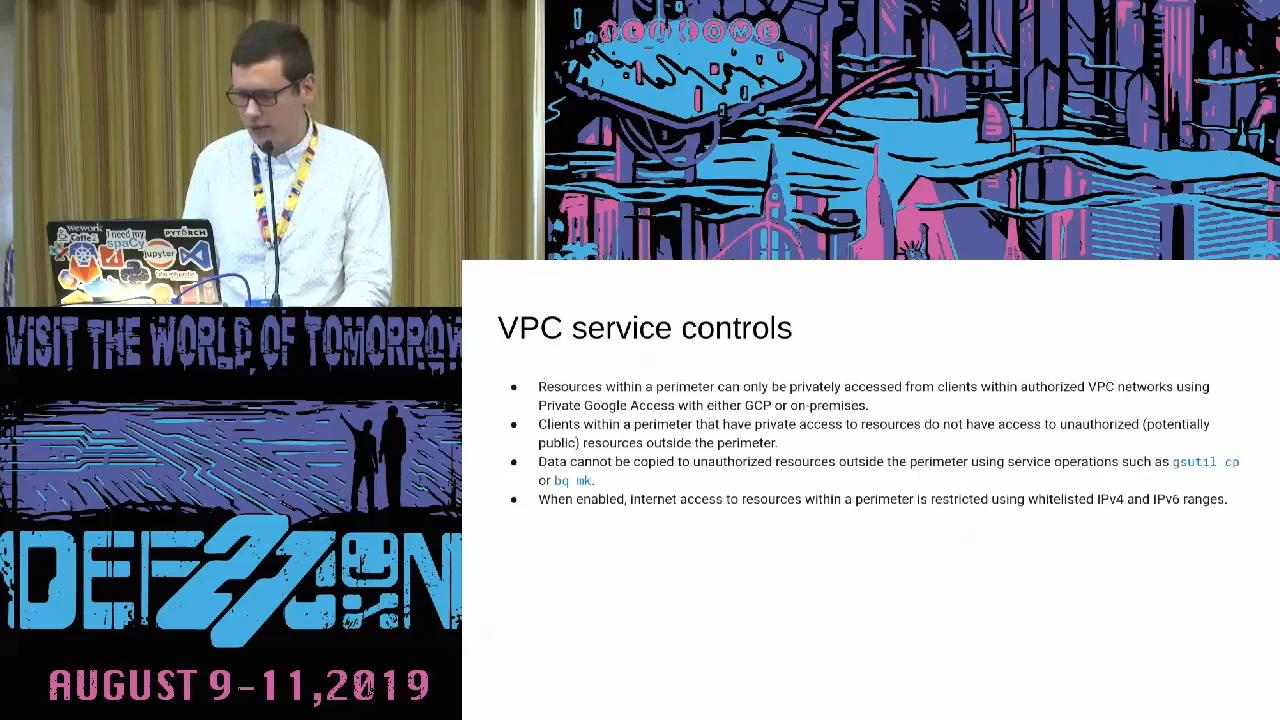 WELCOME
wework
Caffe2
I need my
spaCy
PYTORCH
jupyter
VPC service controls
VISIT THE WORLD OF TOMORROW
● Resources within a perimeter can only be privately accessed from clients within authorized VPC networks using
Private Google Access with either GCP or on-premises.
● Clients within a perimeter that have private access to resources do not have access to unauthorized (potentially
public) resources outside the perimeter.
● Data cannot be copied to unauthorized resources outside the perimeter using service operations such as gsutil cp
or bq mk.
● When enabled, internet access to resources within a perimeter is restricted using whitelisted IPv4 and IPv6 ranges.
DEF 27 CON
AUGUST 9-11,2019